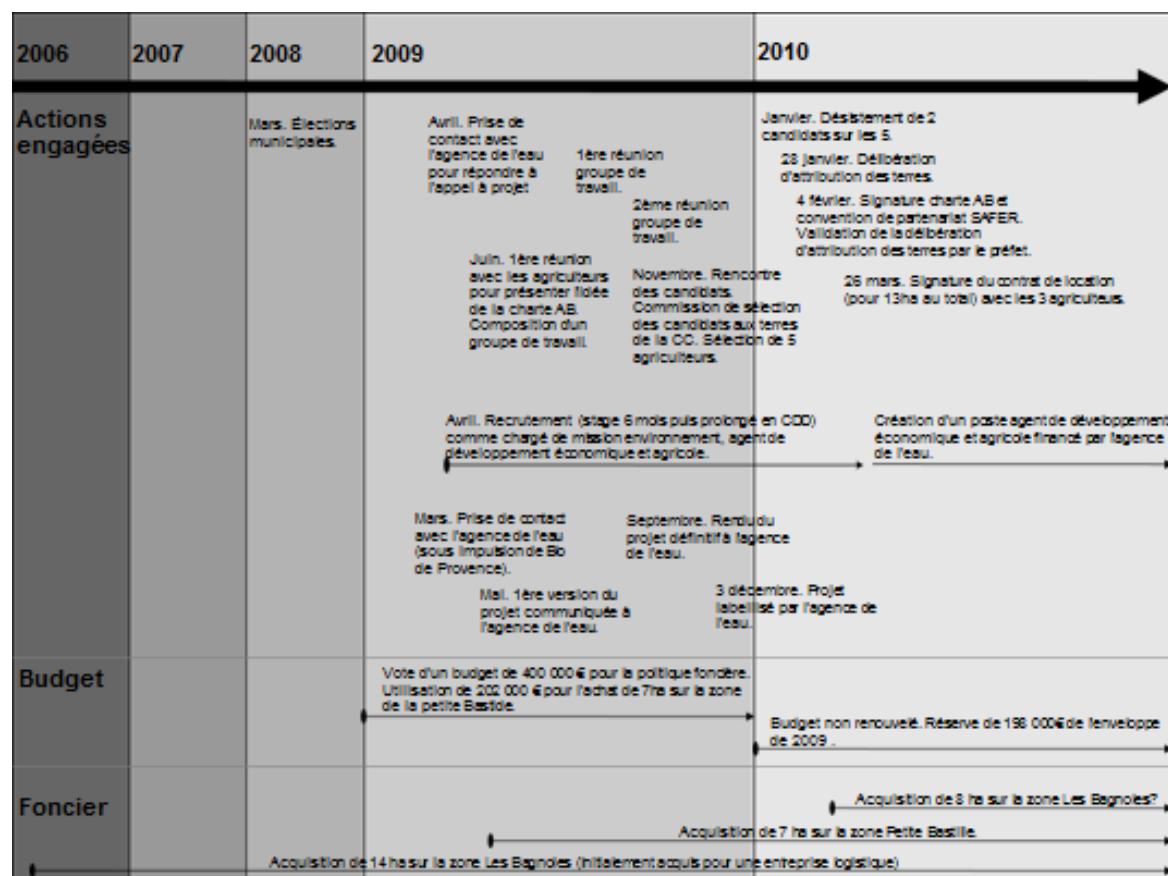 2006
2007
2008
2009
2010
Actions
engagées
Mars. Élections
municipales.
Avril. Prise de
contact avec
l'agence de l'eau
pour répondre à
l'appel à projet
1ère réunion
groupe de
travail.
2ème réunion
groupe de
travail.
Juin. 1ère réunion
avec les agriculteurs
pour présenter l'idée
de la charte AB.
Composition d'un
groupe de travail.
Novembre. Rencontre
des candidats.
Commission de sélection
des candidats aux terres
de la CC. Sélection de 5
agriculteurs.
Janvier. Désistement de 2
candidats sur les 5.
28 janvier. Délibération
d'attribution des terres.
4 février. Signature charte AB et
convention de partenariat SAFER.
Validation de la délibération
d'attribution des terres par le préfet.
26 mars. Signature du contrat de location
(pour 13ha au total) avec les 3 agriculteurs.
Avril. Recrutement (stage 6 mois puis prolongé en CDD)
comme chargé de mission environnement, agent de
développement économique et agricole.
Création d'un poste agent de développement
économique et agricole financé par l'agence
de l'eau.
Mars. Prise de contact
avec l'agence de l'eau
(sous impulsion de Bio
de Provence).
Septembre. Rendu du
projet définitif à l'agence
de l'eau.
Mai. 1ère version du
projet communiquée à
l'agence de l'eau.
3 décembre. Projet
labellisé par l'agence de
l'eau.
Budget
Vote d'un budget de 400 000 € pour la politique foncière.
Utilisation de 202 000 € pour l'achat de 7ha sur la zone
de la petite Bastide.
Budget non renouvelé. Réserve de 198 000€ de l'enveloppe
de 2009 .
Foncier
Acquisition de 8 ha sur la zone Les Bagnoles?
Acquisition de 7 ha sur la zone Petite Bastille.
Acquisition de 14 ha sur la zone Les Bagnoles (initialement acquis pour une entreprise logistique)